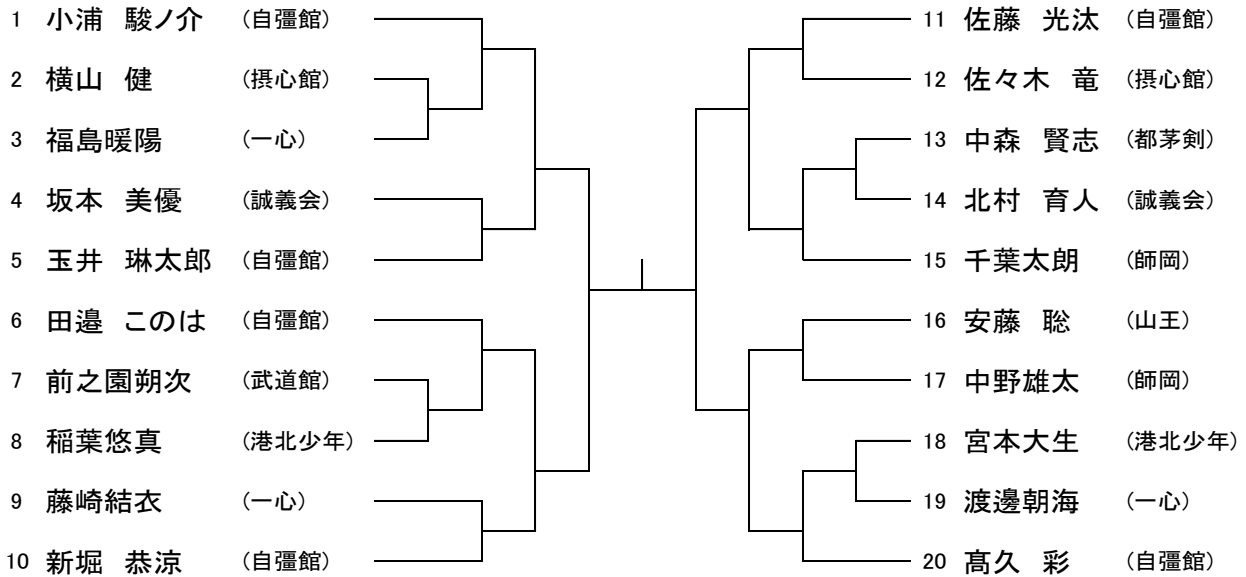 1 小浦 駿ノ介 (自彊館)
2 横山 健 (摂心館)
3 福島暖陽 (一心)
4 坂本 美優 (誠義会)
5 玉井 琳太郎 (自彊館)
6 田邉 このは (自彊館)
7 前之園朔次 (武道館)
8 稲葉悠真 (港北少年)
9 藤崎結衣 (一心)
10 新堀 恭涼 (自彊館)
11 佐藤 光汰 (自彊館)
12 佐々木 竜 (摂心館)
13 中森 賢志 (都茅剣)
14 北村 育人 (誠義会)
15 千葉太朗 (師岡)
16 安藤 聡 (山王)
17 中野雄太 (師岡)
18 宮本大生 (港北少年)
19 渡邊朝海 (一心)
20 髙久 彩 (自彊館)